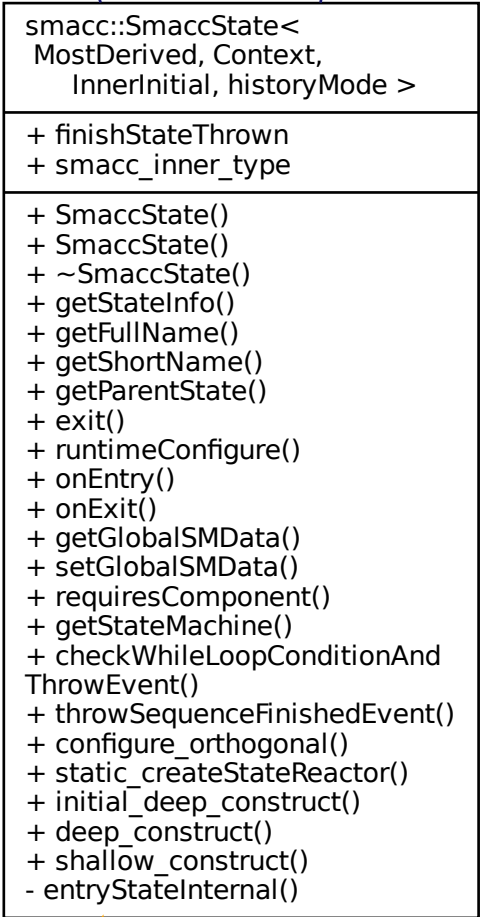 smacc::SmaccState<
MostDerived, Context,
InnerInitial, historyMode >
+ finishStateThrown
+ smacc_inner_type
+ SmaccState()
+ SmaccState()
+ ~SmaccState()
+ getStateInfo()
+ getFullName()
+ getShortName()
+ getParentState()
+ exit()
+ runtimeConfigure()
+ onEntry()
+ onExit()
+ getGlobalSMData()
+ setGlobalSMData()
+ requiresComponent()
+ getStateMachine()
+ checkWhileLoopConditionAnd
ThrowEvent()
+ throwSequenceFinishedEvent()
+ configure_orthogonal()
+ static_createStateReactor()
+ initial_deep_construct()
+ deep_construct()
+ shallow_construct()
- entryStateInternal()